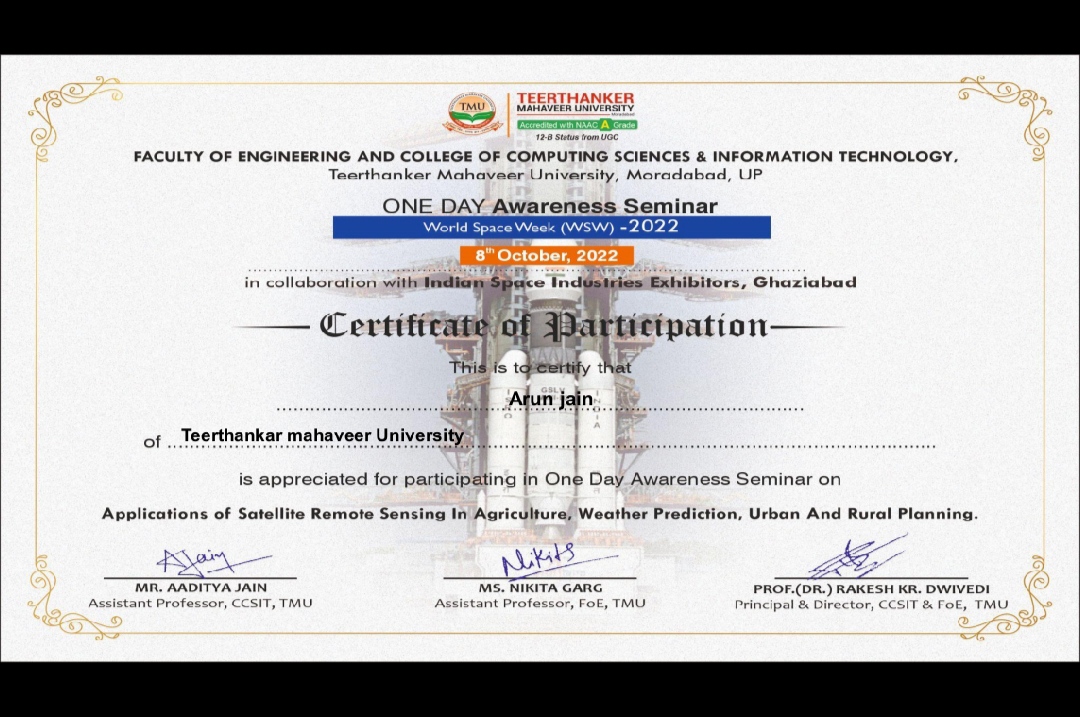 TMU
TEERTHANKER
MAHAVEER UNIVERSITY
Moradabad
Accredited with NAAC A Grade
12-B Status from UGC
FACULTY OF ENGINEERING AND COLLEGE OF COMPUTING SCIENCES & INFORMATION TECHNOLOGY,
Teerthanker Mahaveer University, Moradabad, UP
ONE DAY Awareness Seminar
World Space Week (WSW) -2022
8th October, 2022
in collaboration with Indian Space Industries Exhibitors, Ghaziabad
Certificate of Participation
This is to certify that
Arun jain
of Teerthankar mahaveer University
is appreciated for participating in One Day Awareness Seminar on
Applications of Satellite Remote Sensing In Agriculture, Weather Prediction, Urban And Rural Planning.
AJain
Nikita
MR. AADITYA JAIN
MS. NIKITA GARG
PROF.(DR.) RAKESH KR. DWIVEDI
Assistant Professor, CCSIT, TMU
Assistant Professor, FoE, TMU
Principal & Director, CCSIT & FoE, TMU
GSLV
ISRO
INDIA